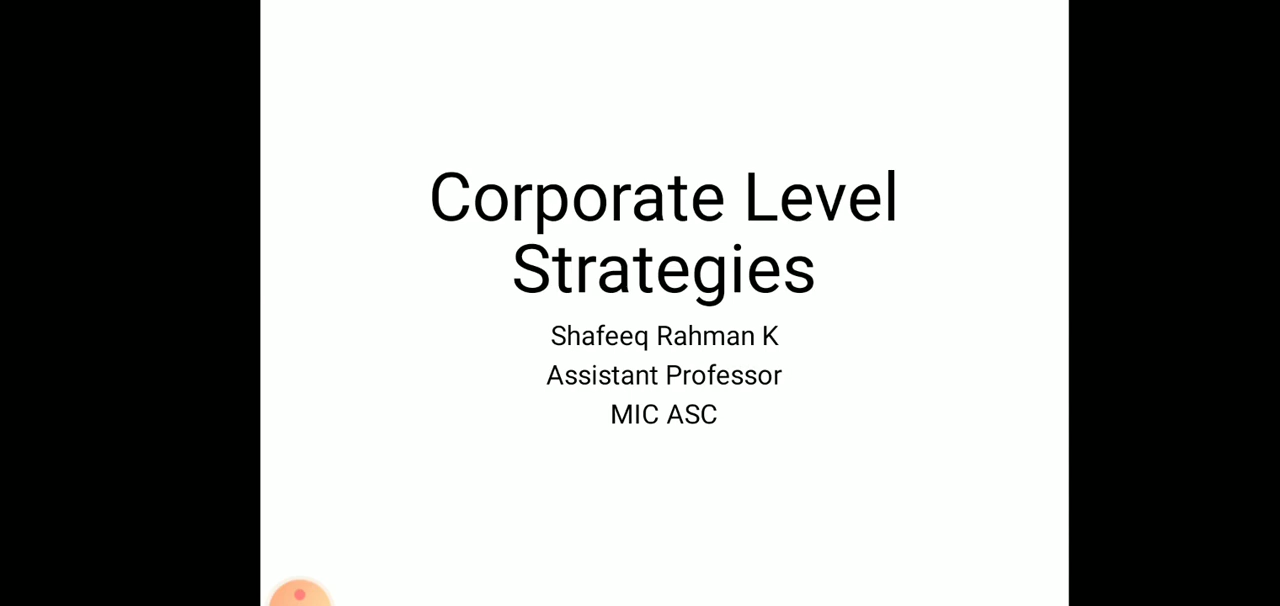 Corporate Level
Strategies
Shafeeq Rahman K
Assistant Professor
MIC ASC